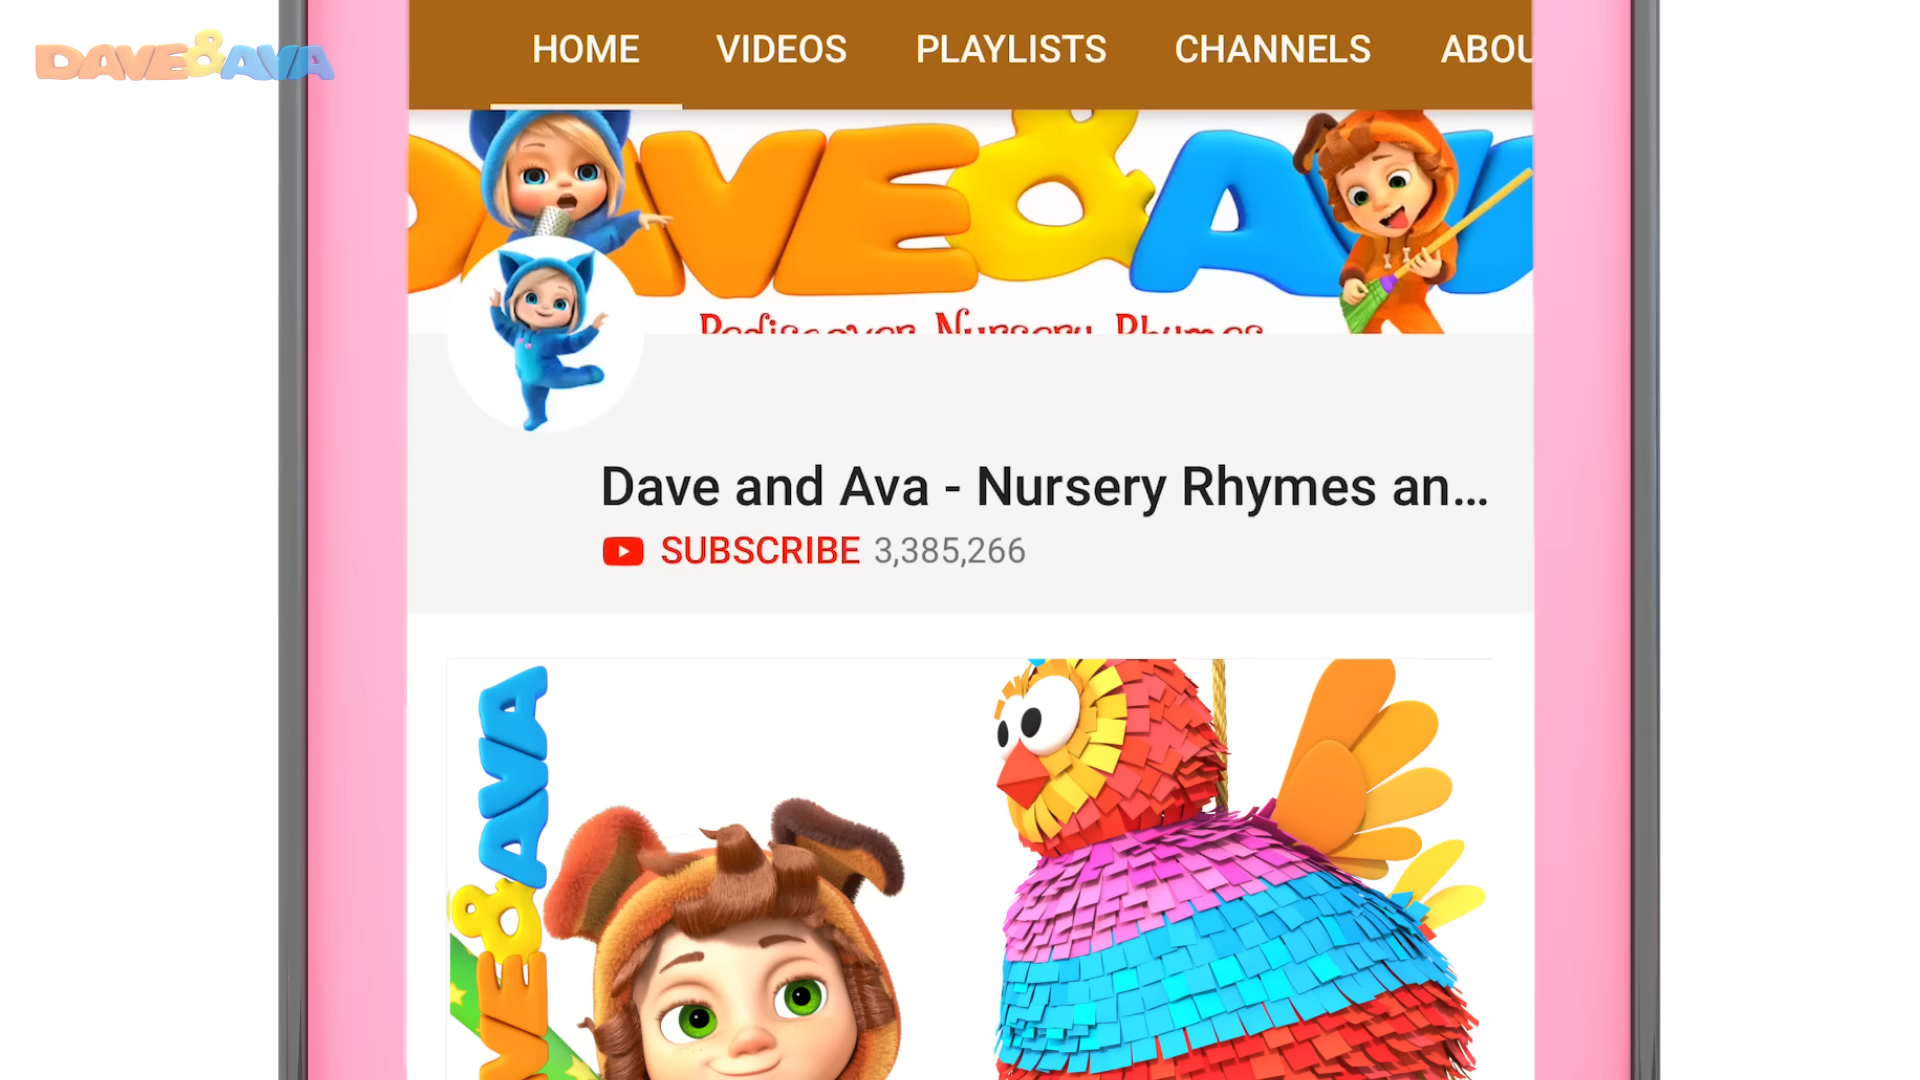 DAVE&AVA
HOME VIDEOS PLAYLISTS CHANNELS ABOU
DAVE&AV
Rediscover Nursery Rhymes
Dave and Ava - Nursery Rhymes an...
SUBSCRIBE 3,385,266
VE&AVA